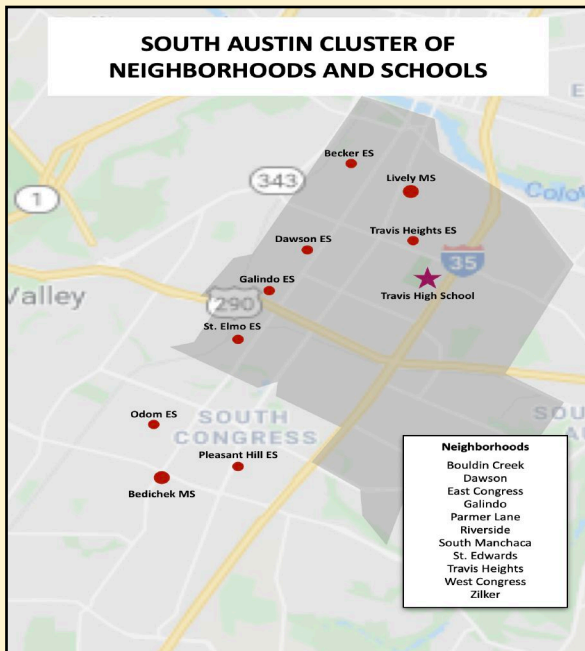 SOUTH AUSTIN CLUSTER OF
NEIGHBORHOODS AND SCHOOLS
Becker ES
343
Lively MS
1
Colo
Travis Heights ES
Dawson ES
35
Galindo ES
Travis High School
Valley
290
St. Elmo ES
Odom ES
SOUTH
CONGRESS
SOU
Pleasant Hill ES
Bedichek MS
Neighborhoods
Bouldin Creek
Dawson
East Congress
Galindo
Parmer Lane
Riverside
South Manchaca
St. Edwards
Travis Heights
West Congress
Zilker